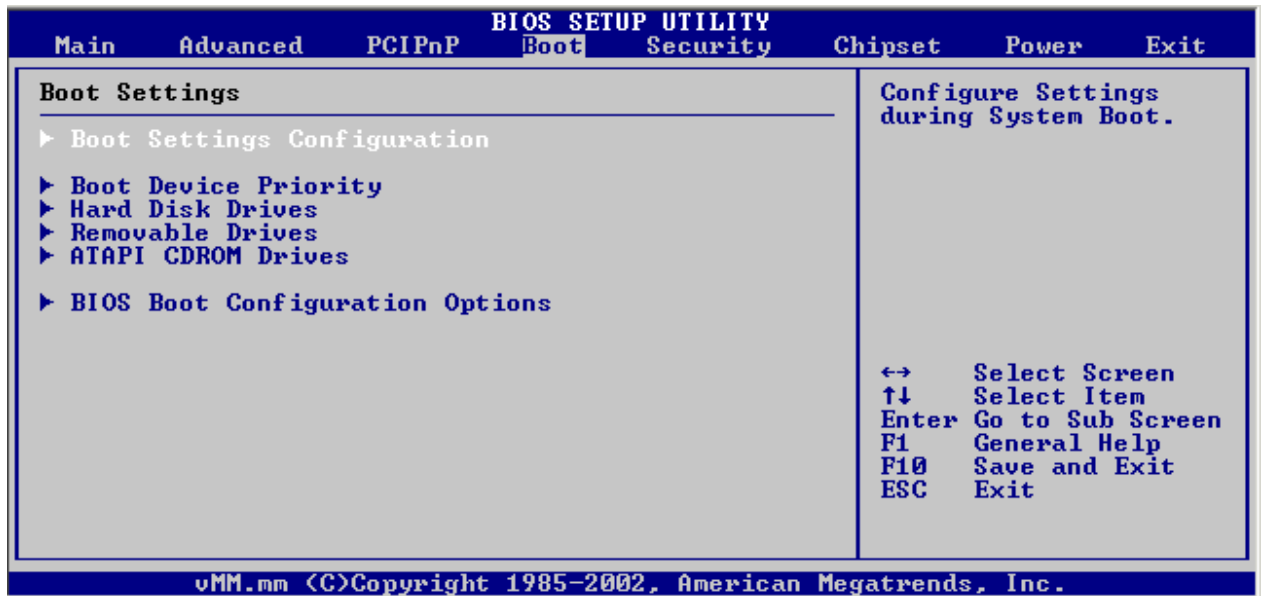 BIOS SETUP UTILITY
Main Advanced PCIPnP Boot Security Chipset Power Exit
Boot Settings
▶ Boot Settings Configuration
▶ Boot Device Priority
▶ Hard Disk Drives
▶ Removable Drives
▶ ATAPI CDROM Drives
▶ BIOS Boot Configuration Options
Configure Settings
during System Boot.
←→ Select Screen
↑↓ Select Item
Enter Go to Sub Screen
F1 General Help
F10 Save and Exit
ESC Exit
vMM.mm (C)Copyright 1985-2002, American Megatrends, Inc.